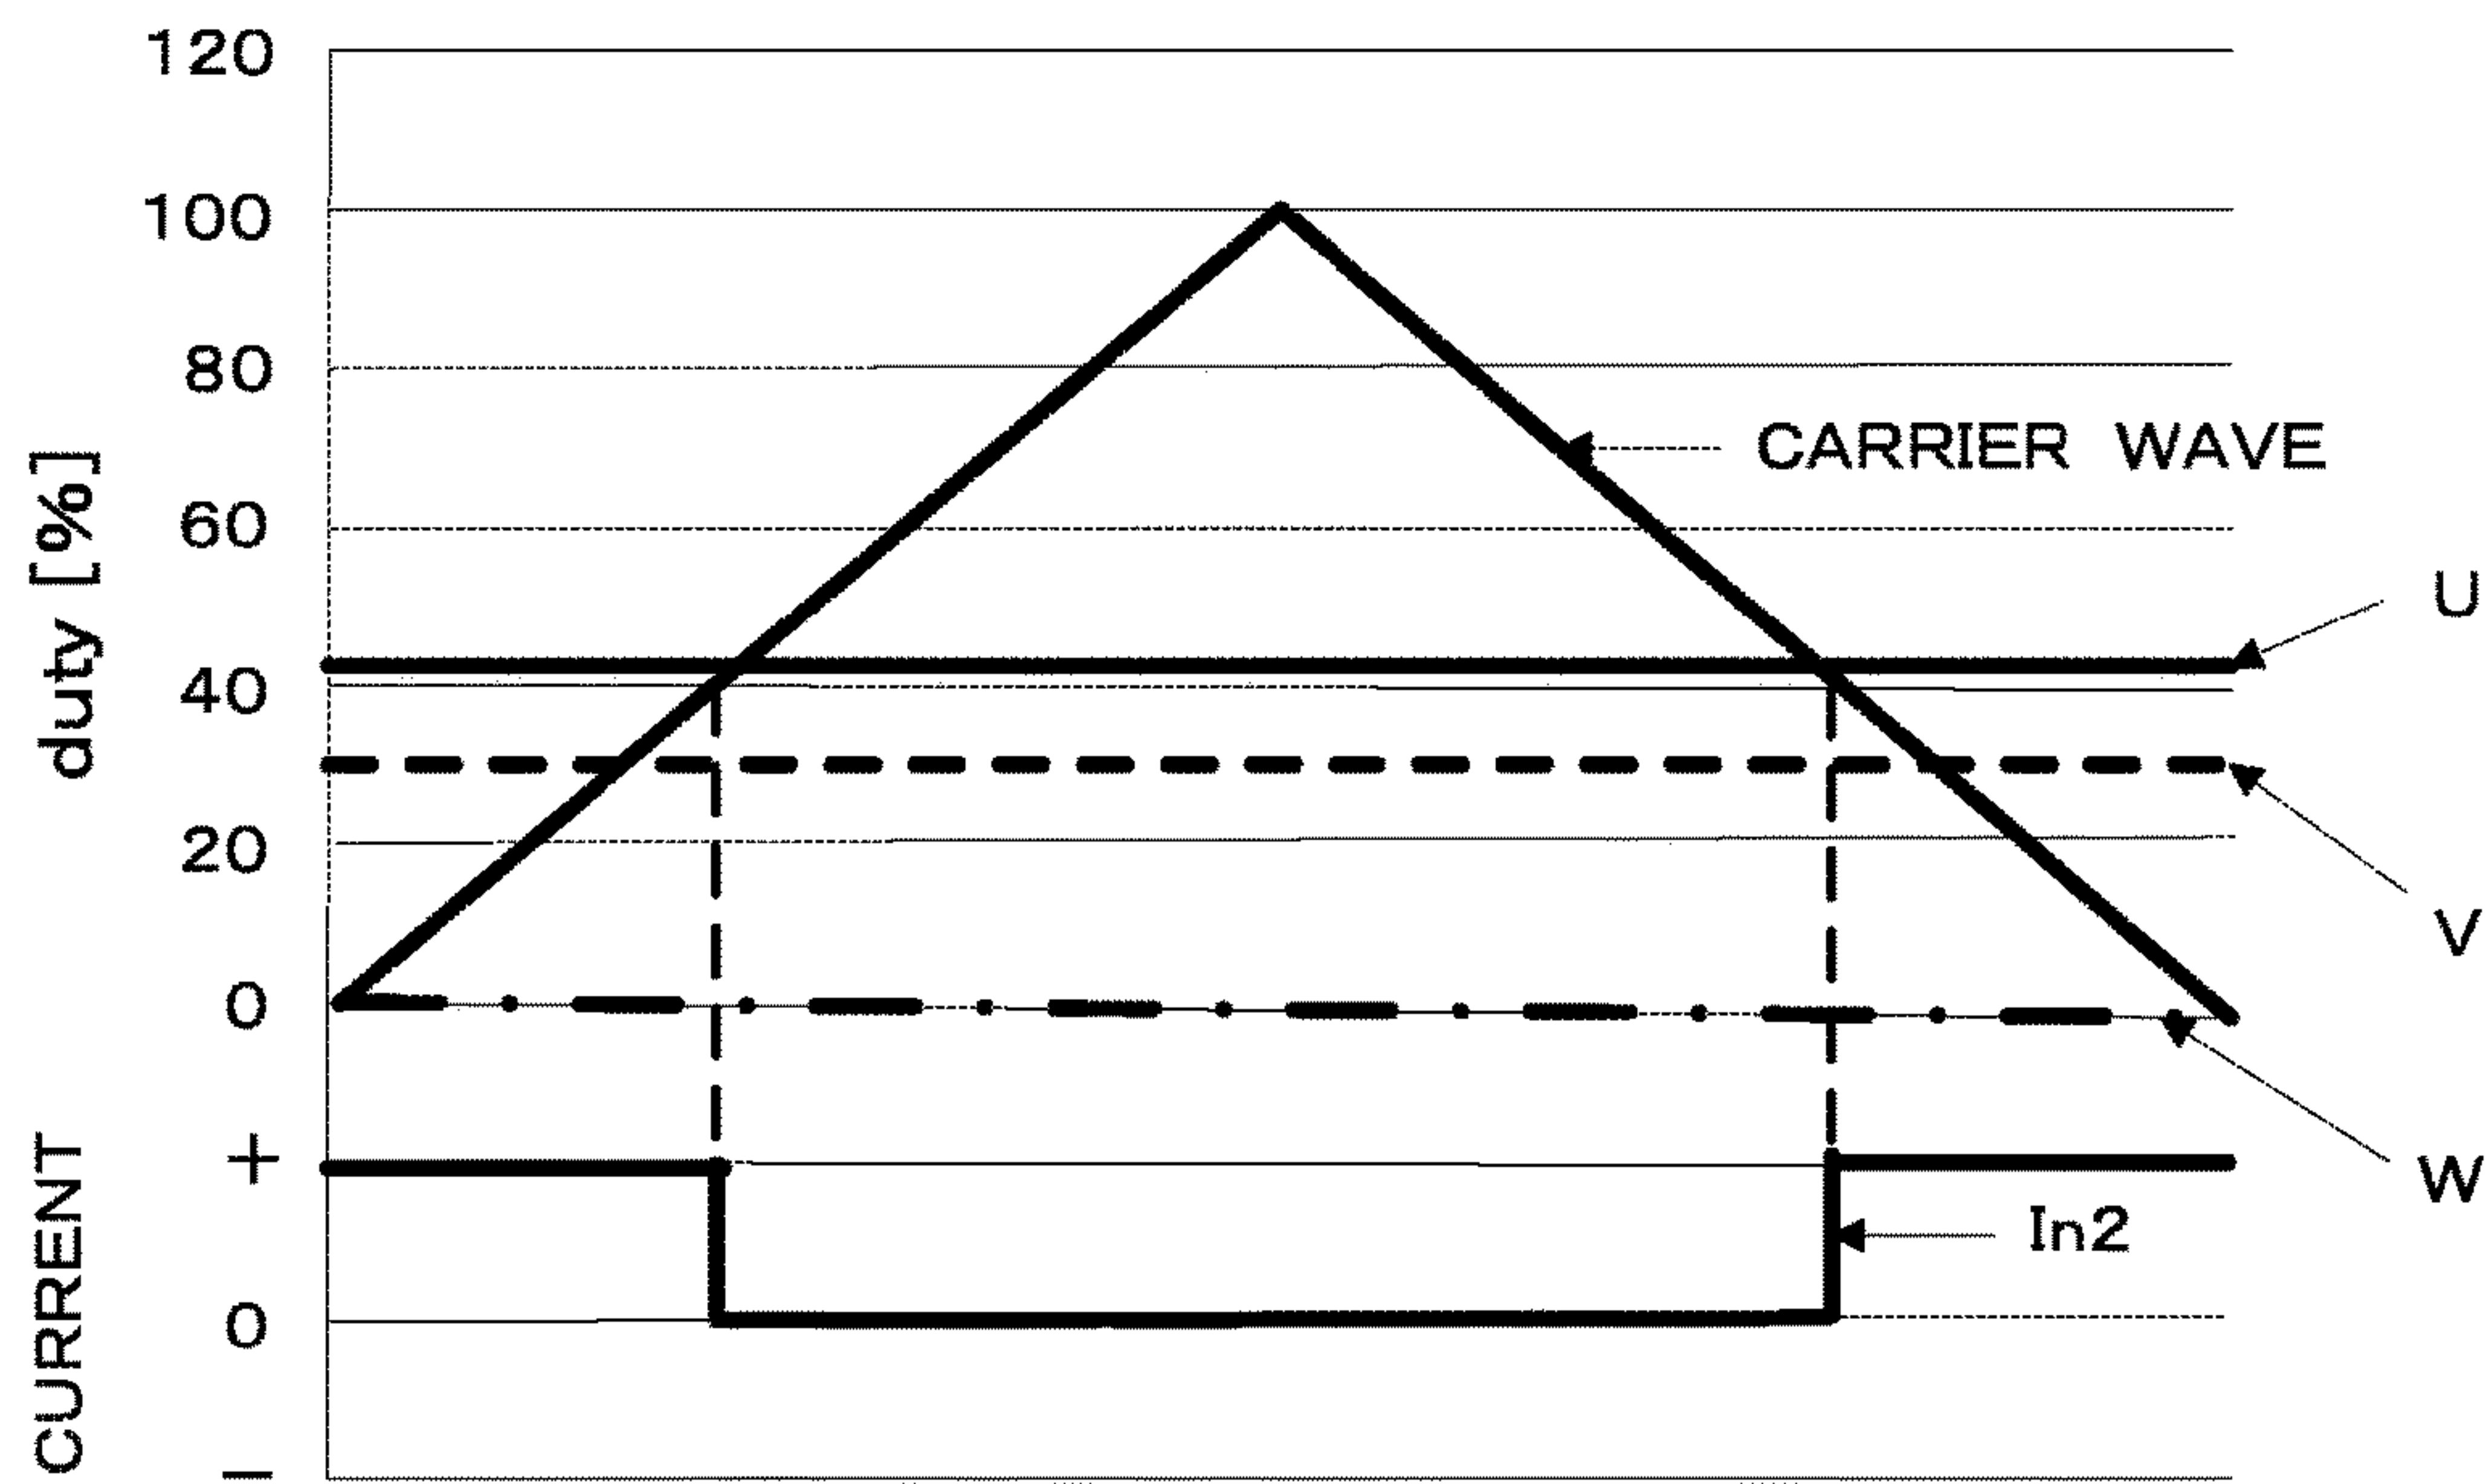 120
100
80
60
40
20
0
duty [%]
CARRIER WAVE
U
V
W
+
0
−
CURRENT
In2